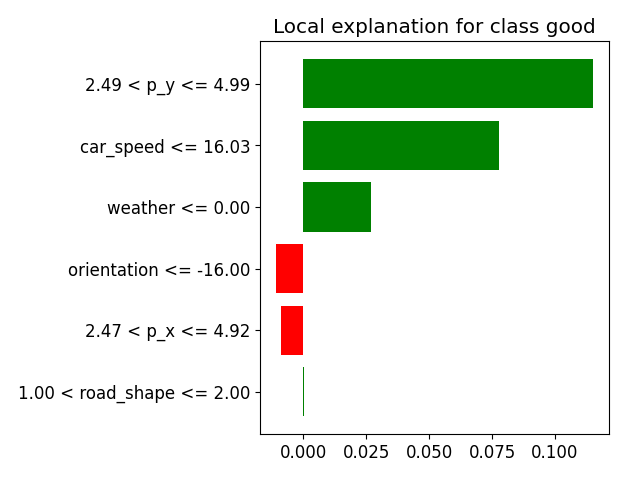 Local explanation for class good
2.49 < p_y <= 4.99
car_speed <= 16.03
weather <= 0.00
orientation <= -16.00
2.47 < p_x <= 4.92
1.00 < road_shape <= 2.00
0.000 0.025 0.050 0.075 0.100